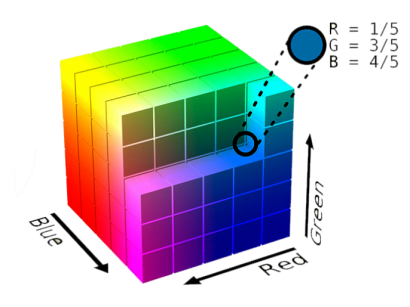 R = 1/5
G = 3/5
B = 4/5
Green
Blue
Red